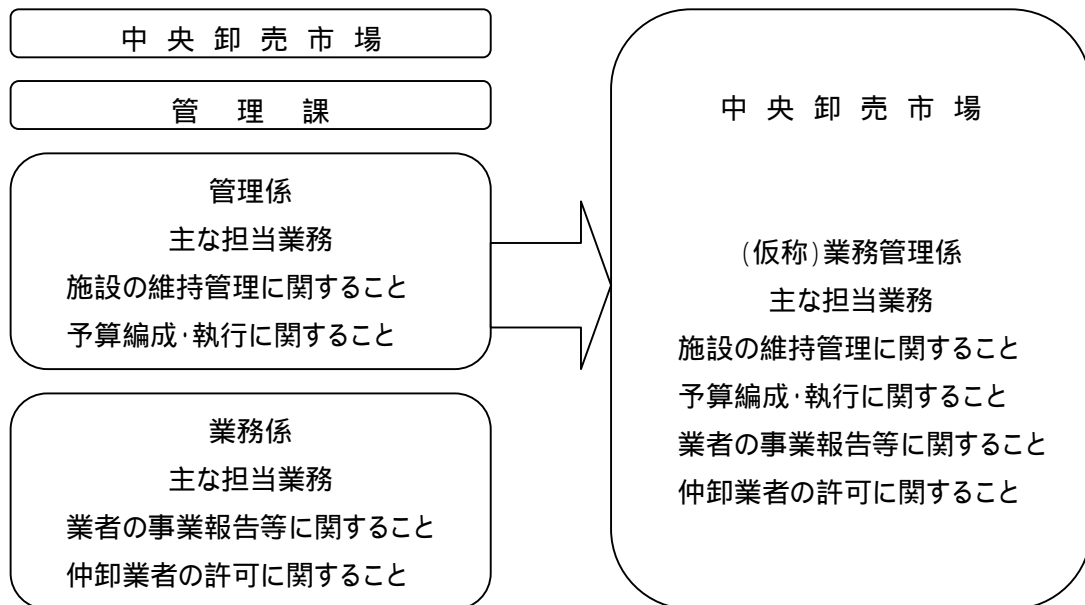 中央卸売市場
管理課
管理係
主な担当業務
施設の維持管理に関すること
予算編成・執行に関すること
業務係
主な担当業務
業者の事業報告等に関すること
仲卸業者の許可に関すること
中央卸売市場
(仮称)業務管理係
主な担当業務
施設の維持管理に関すること
予算編成・執行に関すること
業者の事業報告等に関すること
仲卸業者の許可に関すること